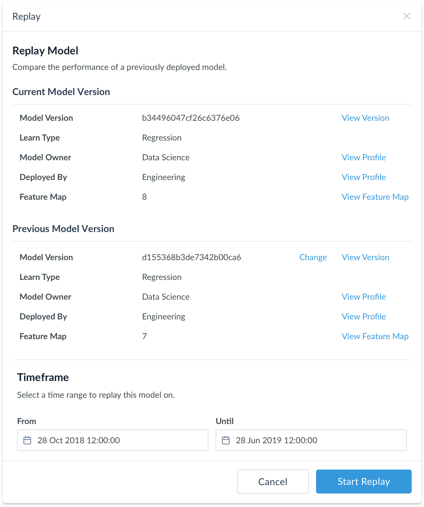 Replay
Replay Model
Compare the performance of a previously deployed model.
Current Model Version
Model Version b34496047cf26c6376e06 View Version
Learn Type Regression
Model Owner Data Science View Profile
Deployed By Engineering View Profile
Feature Map 8 View Feature Map
Previous Model Version
Model Version d155368b3de7342b00ca6 Change View Version
Learn Type Regression
Model Owner Data Science View Profile
Deployed By Engineering View Profile
Feature Map 7 View Feature Map
Timeframe
Select a time range to replay this model on.
From Until
28 Oct 2018 12:00:00 28 Jun 2019 12:00:00
Cancel Start Replay